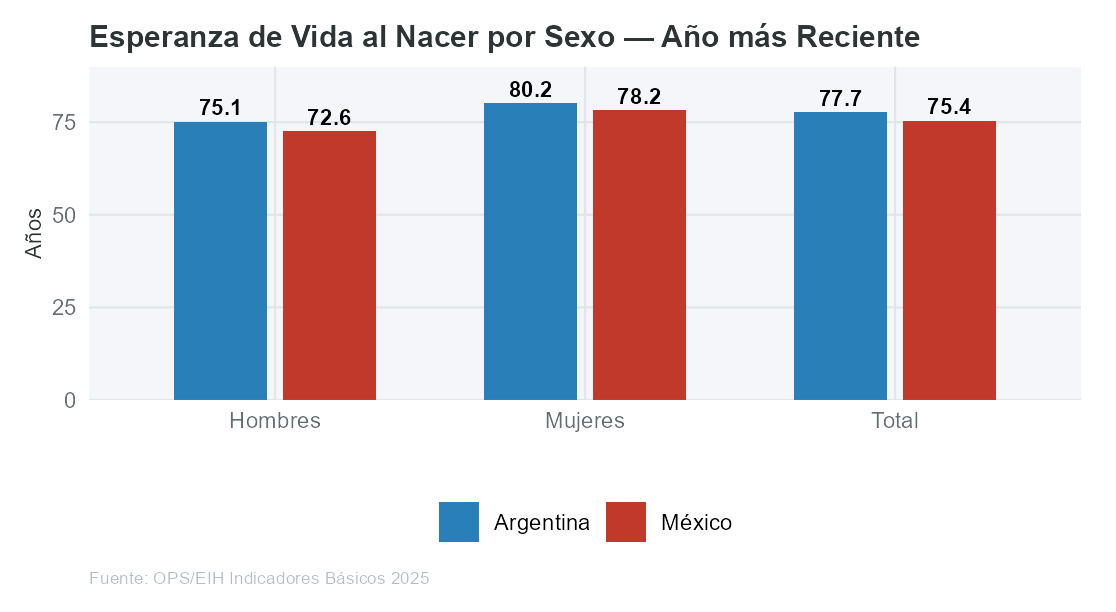 Esperanza de Vida al Nacer por Sexo — Año más Reciente
75.1 72.6 80.2 78.2 77.7 75.4
75
50
25
0
Años
Hombres Mujeres Total
Argentina México
Fuente: OPS/EIH Indicadores Básicos 2025